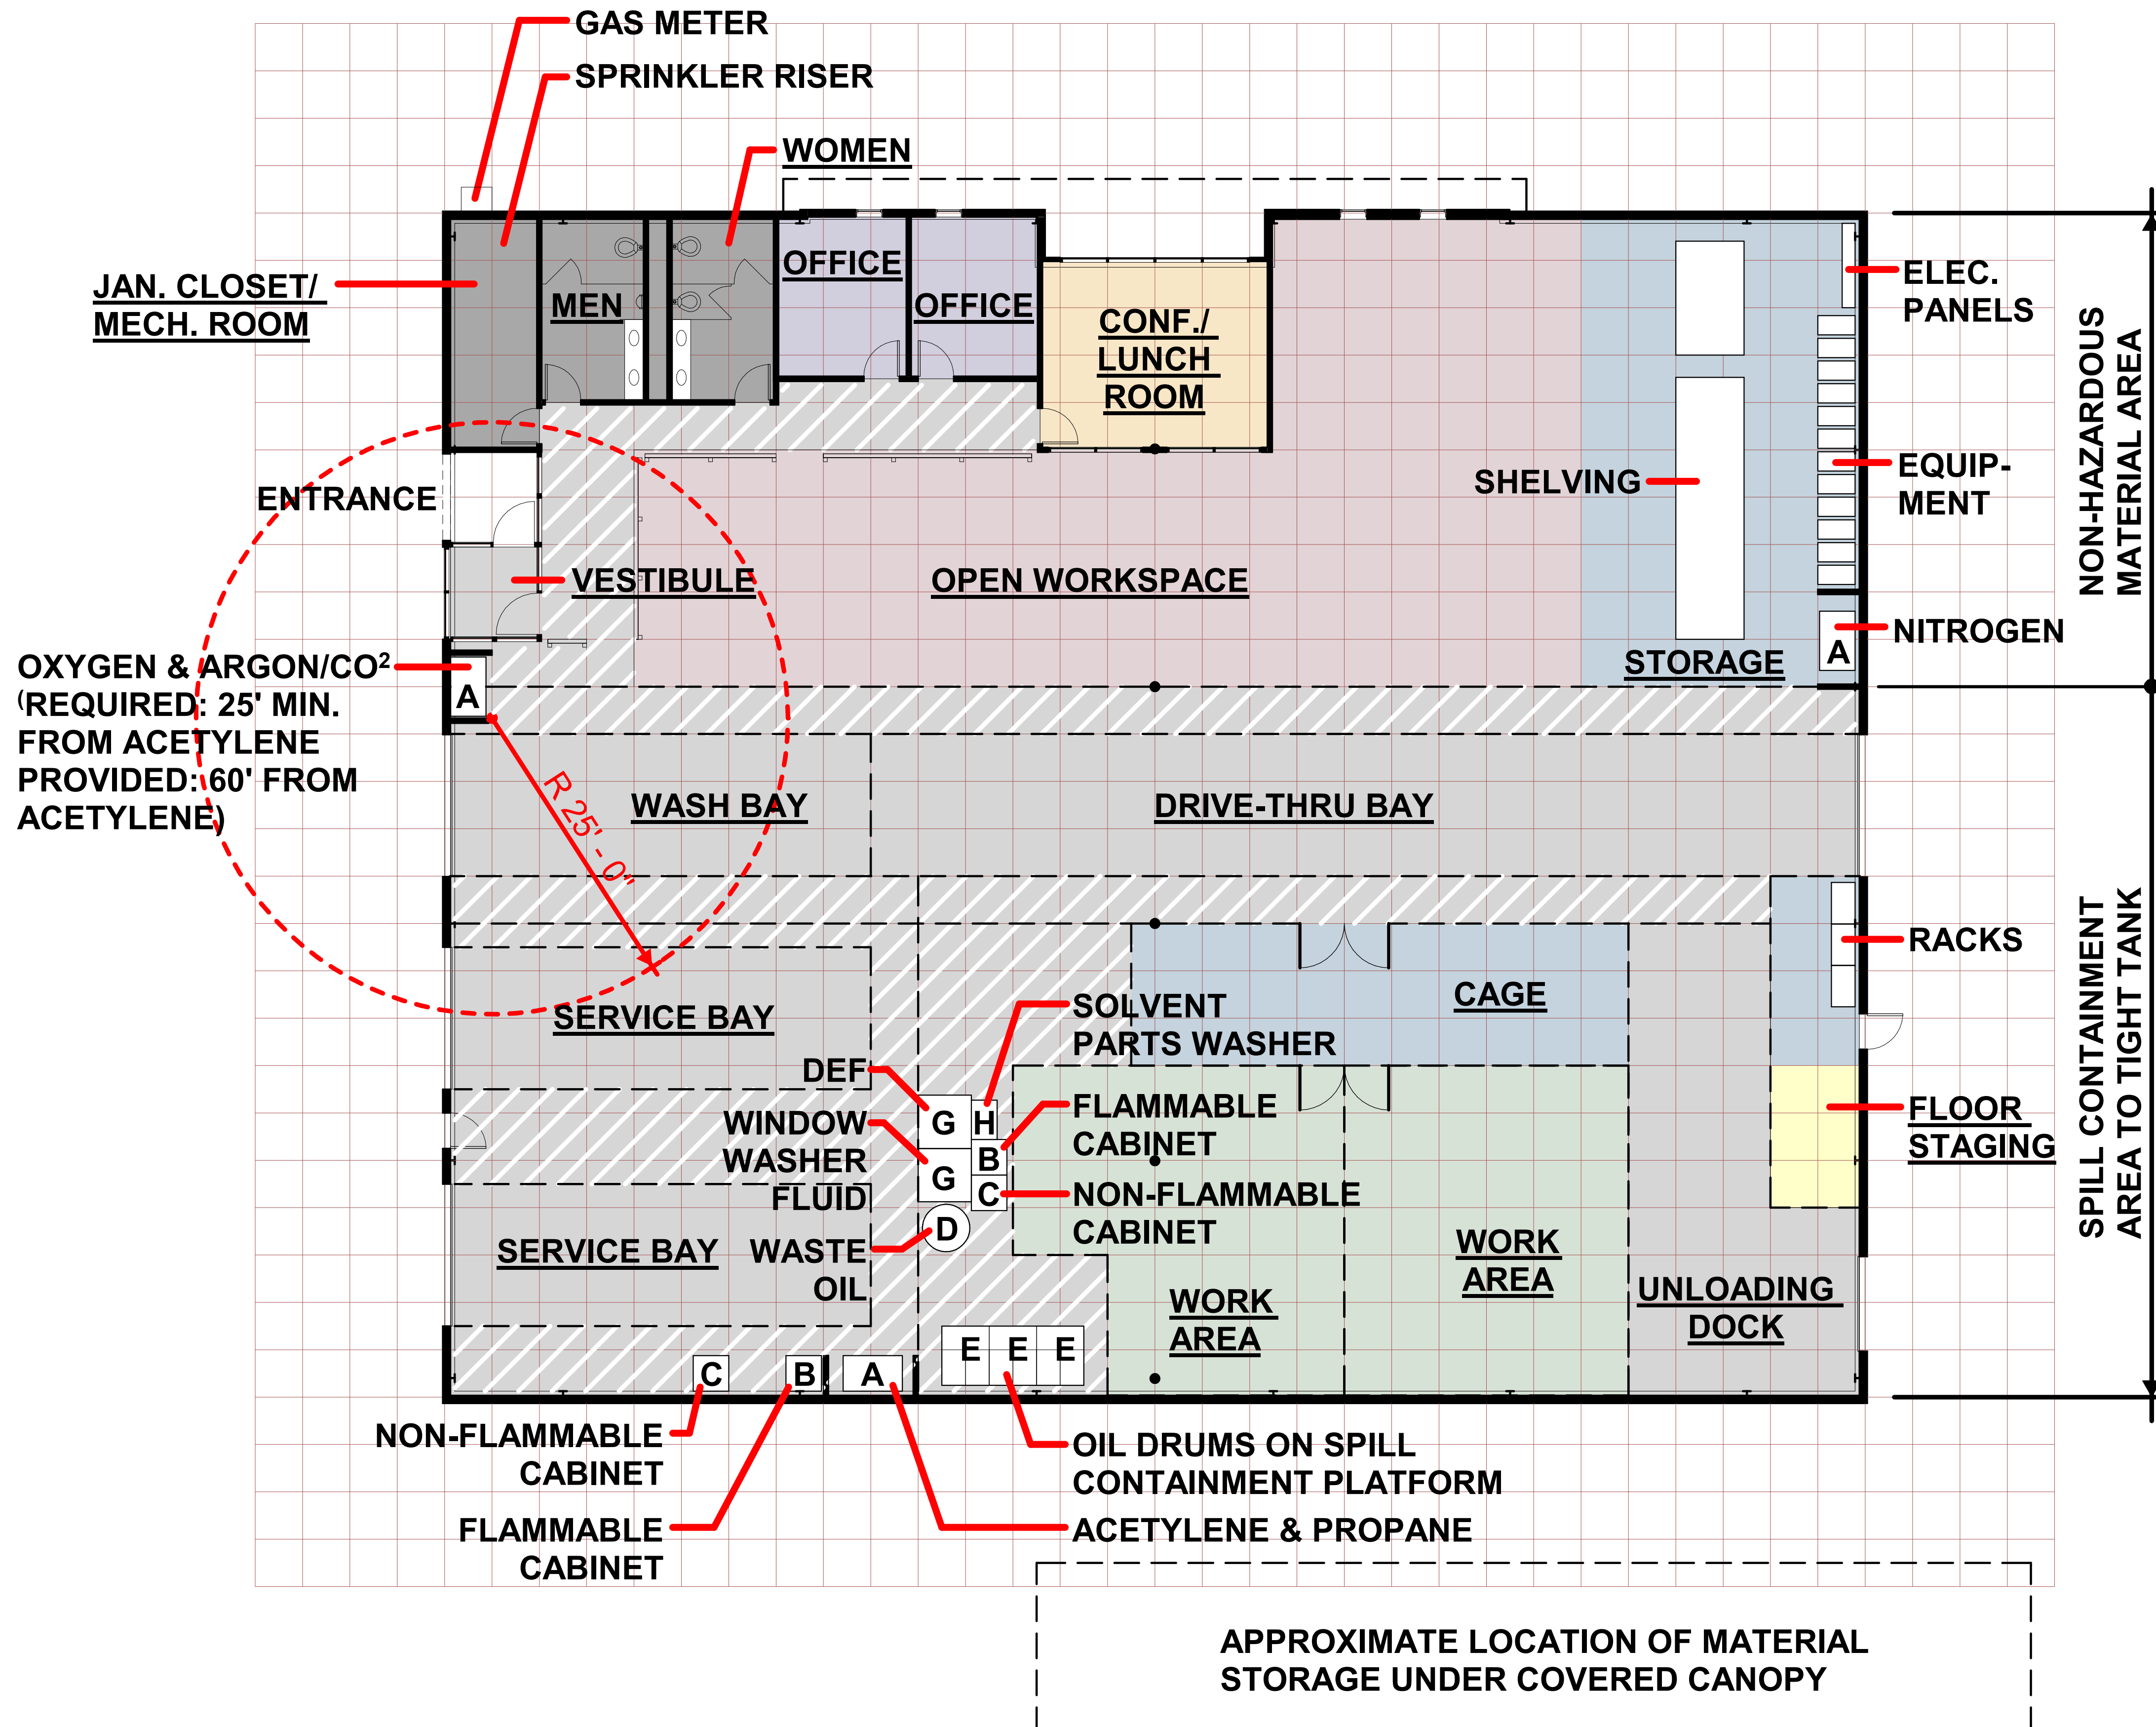 GAS METER
SPRINKLER RISER
WOMEN
JAN. CLOSET/
MECH. ROOM
MEN
OFFICE
OFFICE
CONF./
LUNCH
ROOM
ELEC.
PANELS
NON-HAZARDOUS
MATERIAL AREA
ENTRANCE
SHELVING
EQUIP-
MENT
VESTIBULE
OPEN WORKSPACE
NITROGEN
A
STORAGE
OXYGEN & ARGON/CO²
(REQUIRED: 25' MIN.
FROM ACETYLENE
PROVIDED: 60' FROM
ACETYLENE)
A
R 25' - 0"
WASH BAY
DRIVE-THRU BAY
SPILL CONTAINMENT
AREA TO TIGHT TANK
RACKS
CAGE
SERVICE BAY
SOLVENT
PARTS WASHER
DEF
G
H
FLAMMABLE
CABINET
WINDOW
WASHER
FLUID
G
B
C
NON-FLAMMABLE
CABINET
FLOOR
STAGING
WASTE
OIL
D
SERVICE BAY
WORK
AREA
WORK
AREA
UNLOADING
DOCK
E E E
C
B
A
NON-FLAMMABLE
CABINET
OIL DRUMS ON SPILL
CONTAINMENT PLATFORM
FLAMMABLE
CABINET
ACETYLENE & PROPANE
APPROXIMATE LOCATION OF MATERIAL
STORAGE UNDER COVERED CANOPY